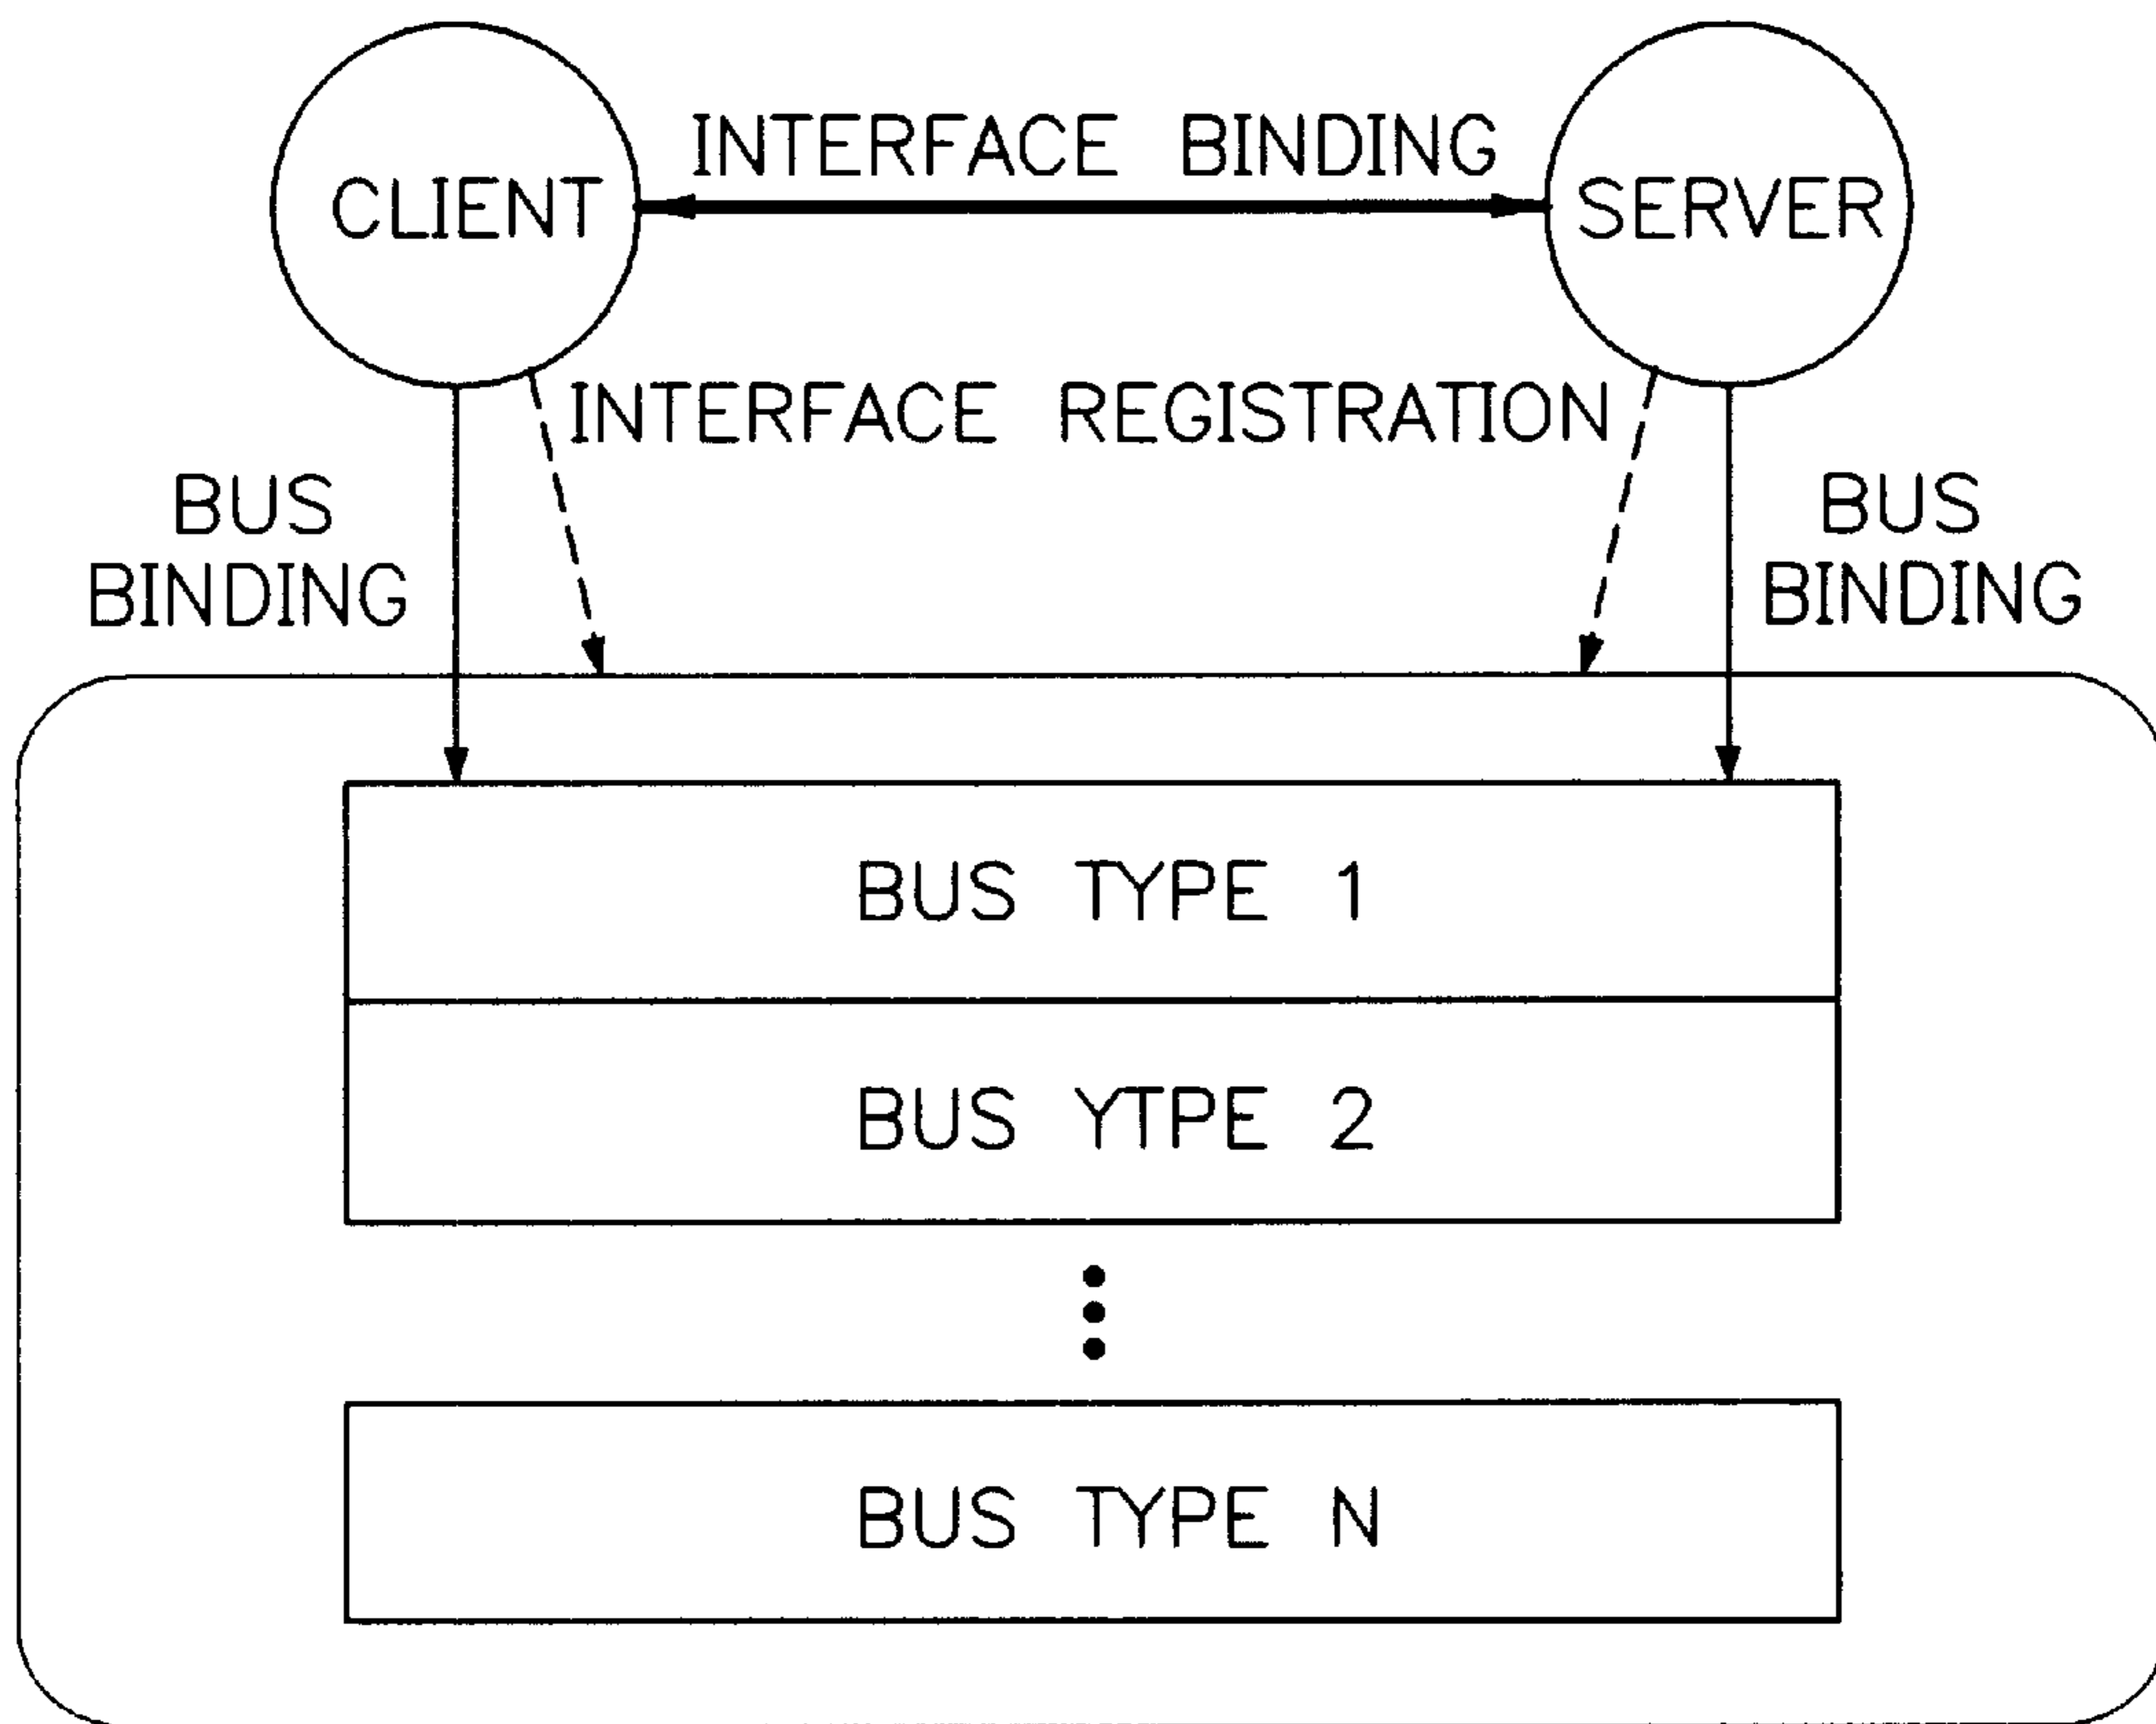 INTERFACE BINDING
CLIENT
SERVER
INTERFACE REGISTRATION
BUS
BINDING
BUS
BINDING
BUS TYPE 1
BUS YTPE 2
BUS TYPE N